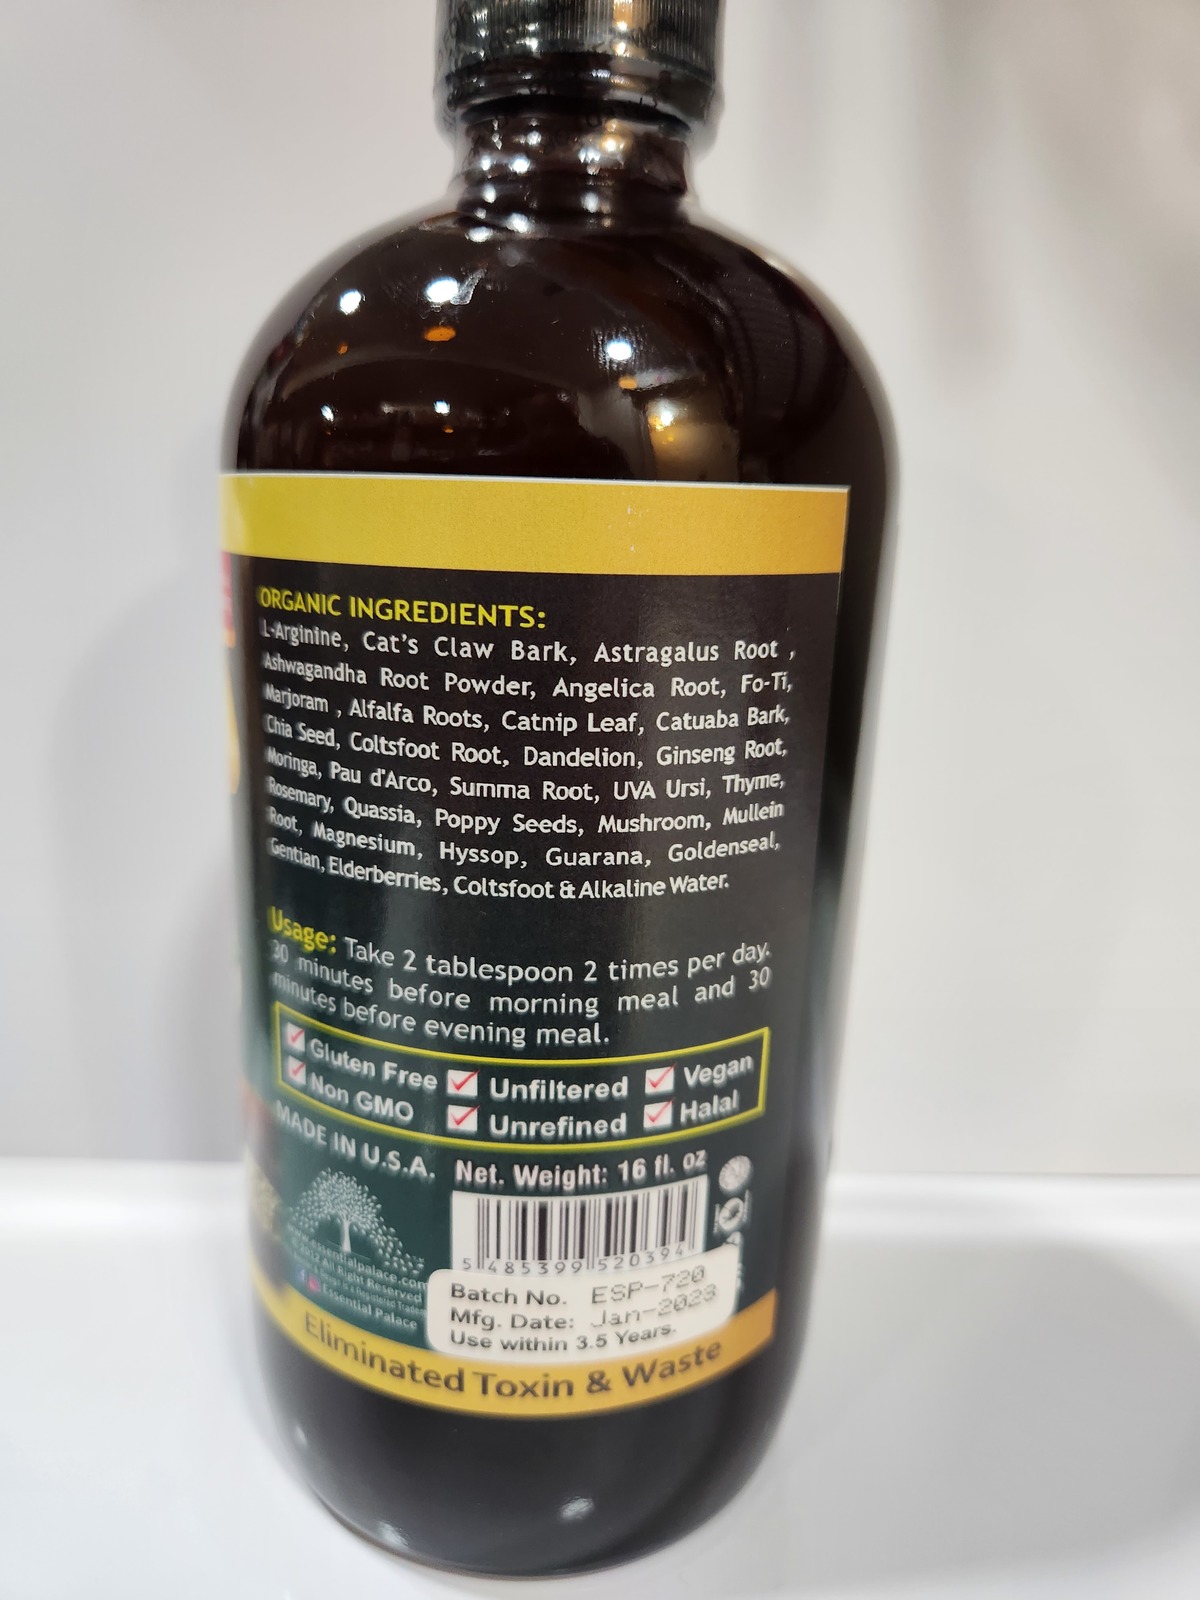 ORGANIC INGREDIENTS:
L-Arginine, Cat's Claw Bark, Astragalus Root ,
Ashwagandha Root Powder, Angelica Root, Fo-Ti,
Marjoram , Alfalfa Roots, Catnip Leaf, Catuaba Bark,
Chia Seed, Coltsfoot Root, Dandelion, Ginseng Root,
Moringa, Pau d'Arco, Summa Root, UVA Ursi, Thyme,
Rosemary, Quassia, Poppy Seeds, Mushroom, Mullein
Root, Magnesium, Hyssop, Guarana, Goldenseal,
Gentian, Elderberries, Coltsfoot & Alkaline Water.
Usage: Take 2 tablespoon 2 times per day.
30 minutes before morning meal and 30
minutes before evening meal.
Gluten Free Unfiltered Vegan
Non GMO Unrefined Halal
MADE IN U.S.A.
Net. Weight: 16 fl. oz
www.essentialpalace.com
2012 All Right Reserved
Essential Palace
5 485399 520394
Batch No. ESP-720
Mfg. Date: Jan-2023
Use within 3.5 Years.
Eliminated Toxin & Waste